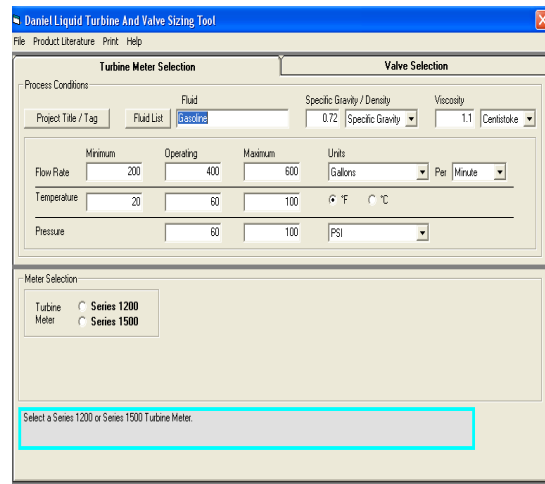 Daniel Liquid Turbine And Valve Sizing Tool
File Product Literature Print Help
Turbine Meter Selection Valve Selection
Process Conditions
Fluid Specific Gravity / Density Viscosity
Project Title / Tag Fluid List Gasoline 0.72 Specific Gravity 1.1 Centistoke
Minimum Operating Maximum Units
Flow Rate 200 400 600 Gallons Per Minute
Temperature 20 60 100 °F °C
Pressure 60 100 PSI
Meter Selection
Turbine Meter Series 1200
Series 1500
Select a Series 1200 or Series 1500 Turbine Meter.